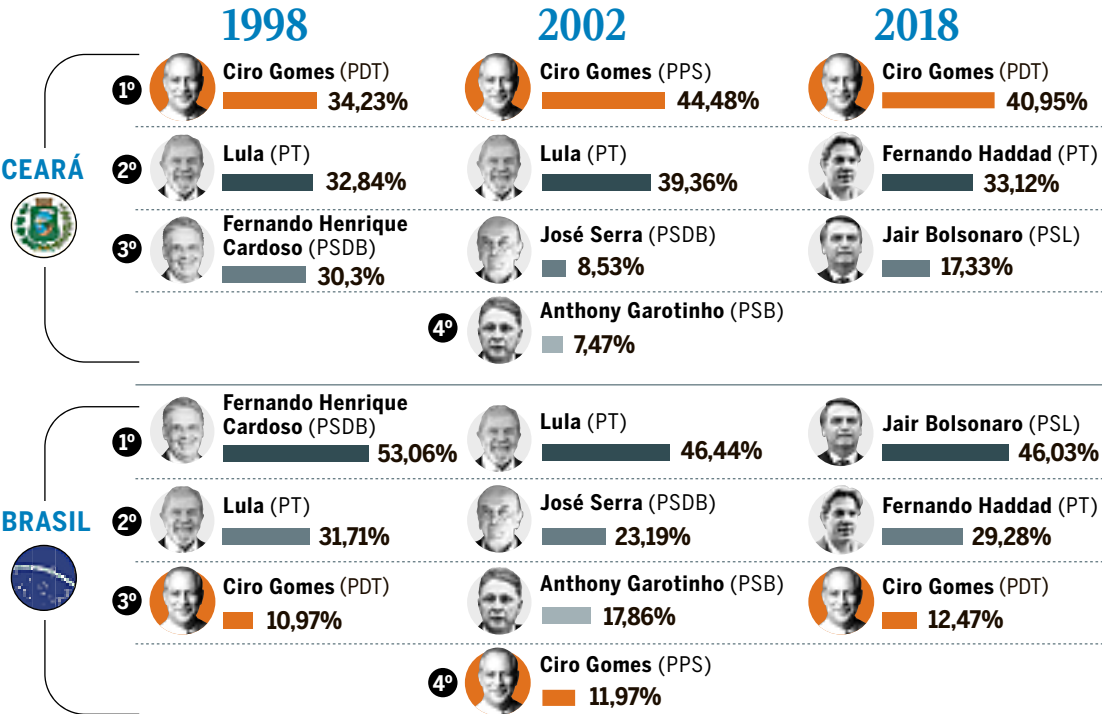 1998
2002
2018
CEARÁ
1º
Ciro Gomes (PDT)
34,23%
Ciro Gomes (PPS)
44,48%
Ciro Gomes (PDT)
40,95%
2º
Lula (PT)
32,84%
Lula (PT)
39,36%
Fernando Haddad (PT)
33,12%
3º
Fernando Henrique
Cardoso (PSDB)
30,3%
José Serra (PSDB)
8,53%
Jair Bolsonaro (PSL)
17,33%
4º
Anthony Garotinho (PSB)
7,47%
BRASIL
1º
Fernando Henrique
Cardoso (PSDB)
53,06%
Lula (PT)
46,44%
Jair Bolsonaro (PSL)
46,03%
2º
Lula (PT)
31,71%
José Serra (PSDB)
23,19%
Fernando Haddad (PT)
29,28%
3º
Ciro Gomes (PDT)
10,97%
Anthony Garotinho (PSB)
17,86%
Ciro Gomes (PDT)
12,47%
4º
Ciro Gomes (PPS)
11,97%